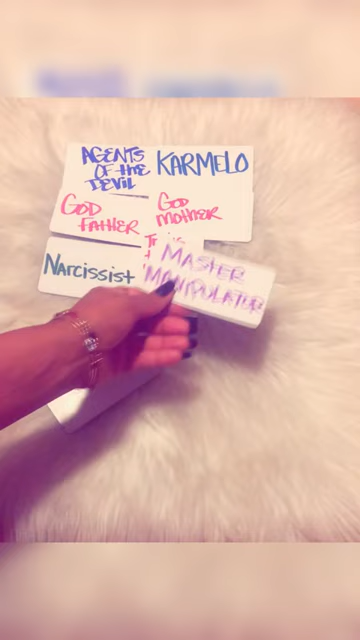 AGENTS
OF the
DEVIL
KARMELO
GOD
FATHER
GOD
MOTHER
Narcissist
MASTER
MANIPULATOR